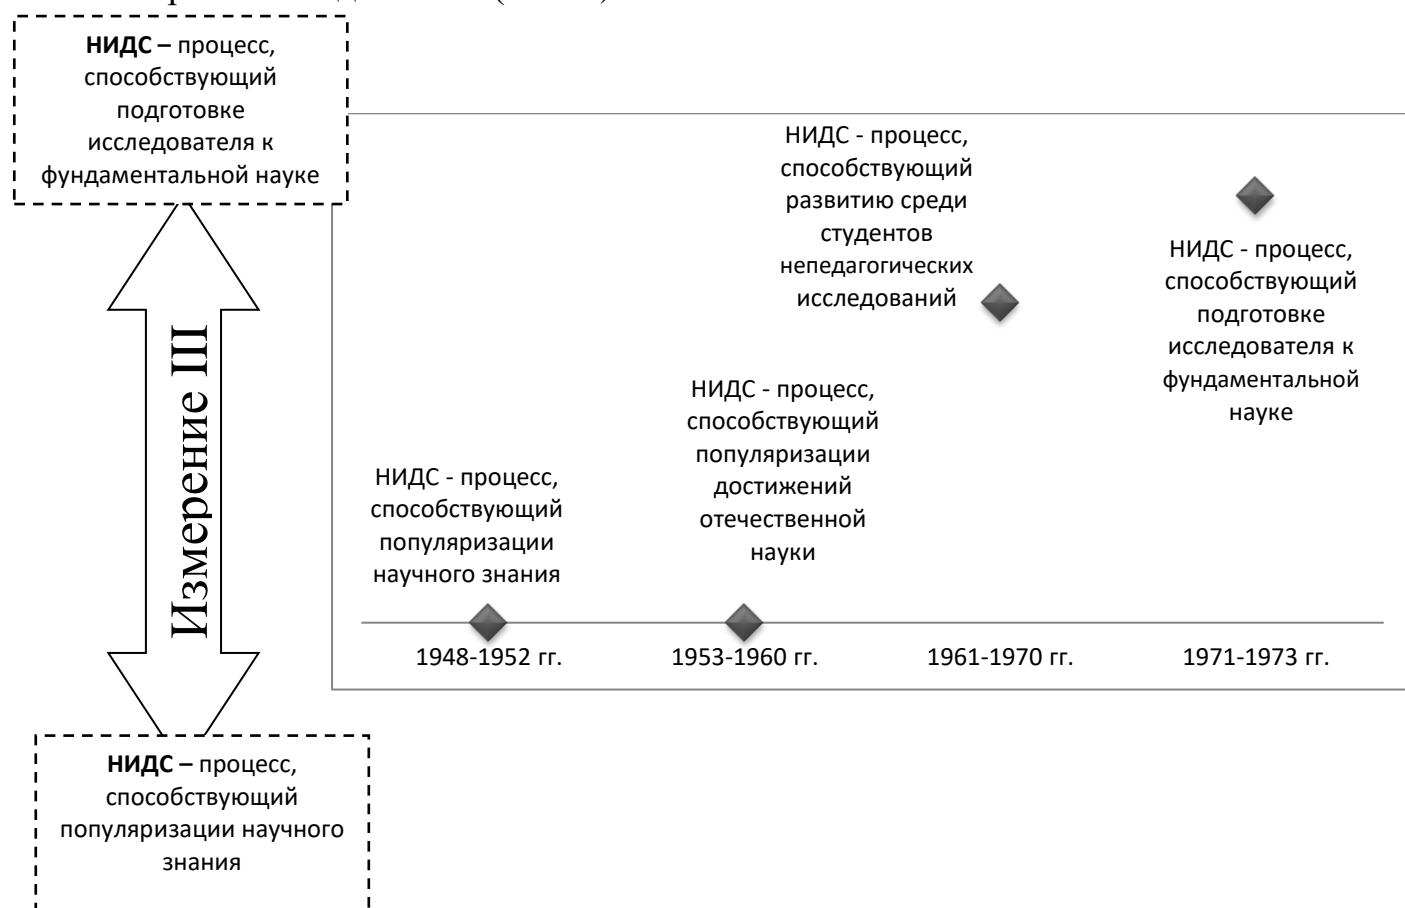 НИДС – процесс,
способствующий
подготовке
исследователя к
фундаментальной науке
Измерение III
НИДС – процесс,
способствующий
популяризации научного
знания
НИДС - процесс,
способствующий
популяризации
научного знания
НИДС - процесс,
способствующий
популяризации
достижений
отечественной
науки
НИДС - процесс,
способствующий
развитию среди
студентов
непедагогических
исследований
НИДС - процесс,
способствующий
подготовке
исследователя к
фундаментальной
науке
1948-1952 гг.
1953-1960 гг.
1961-1970 гг.
1971-1973 гг.